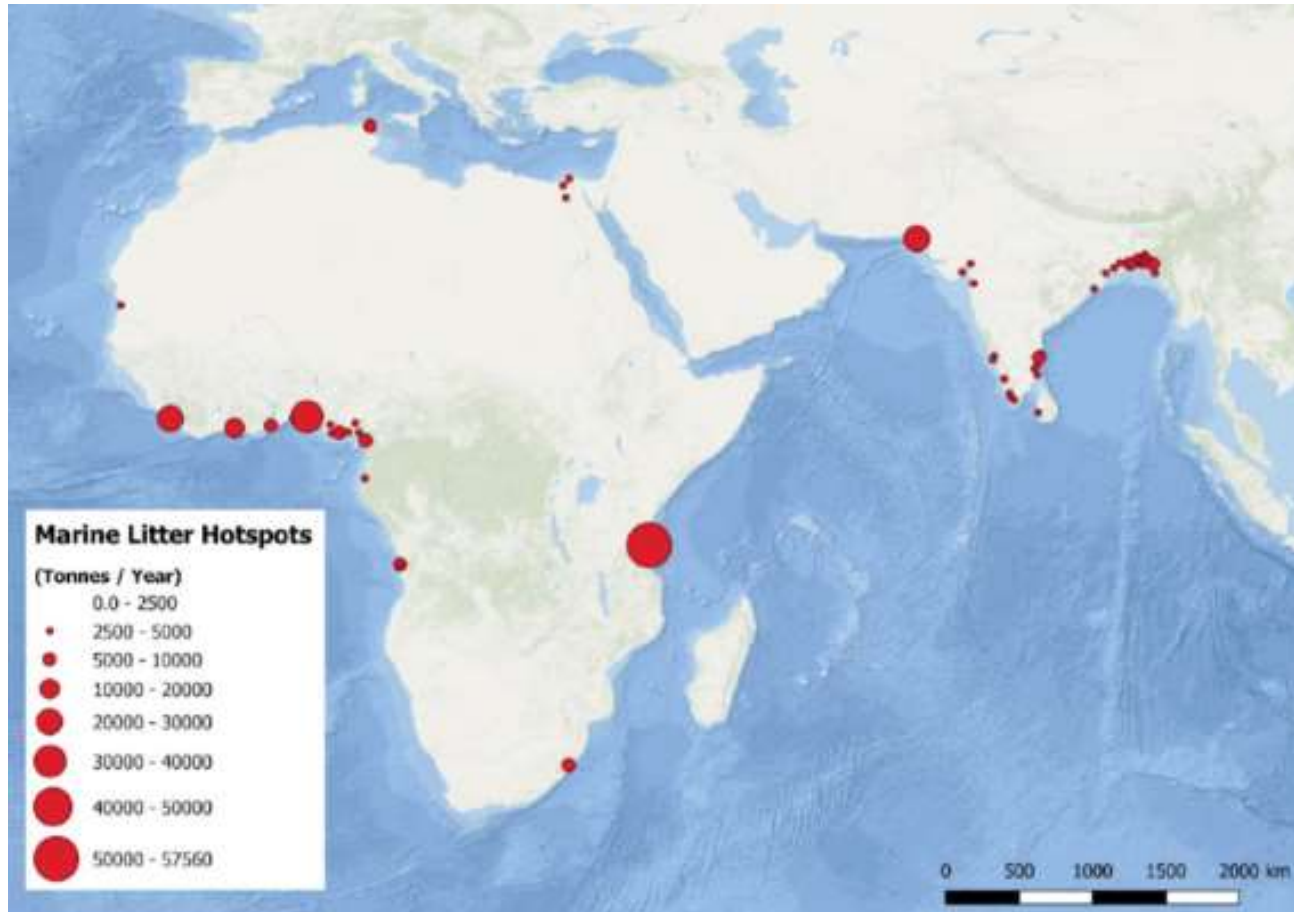 Marine Litter Hotspots
(Tonnes / Year)
0.0 - 2500
2500 - 5000
5000 - 10000
10000 - 20000
20000 - 30000
30000 - 40000
40000 - 50000
50000 - 57560
0 500 1000 1500 2000 km